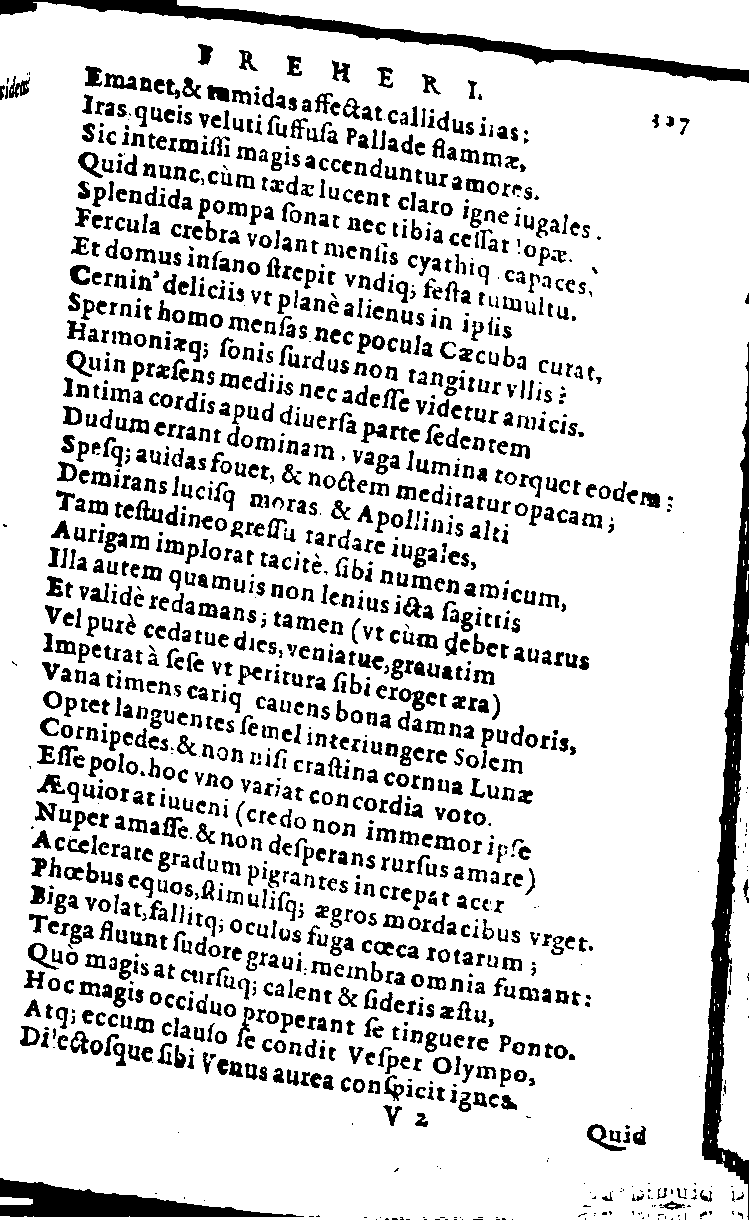 FREHERI.
307
Emanet,& tumidas affectat callidus iras:
Iras, queis veluti suffusa Pallade flammæ,
Sic intermissi magis accenduntur amores.
Quid nunc, cùm tædæ lucent claro igne iugales.
Splendida pompa sonat nec tibia cessat
Fercula crebra volant mensis cyathiq capaces,
Et domus insano strepit vndiq; festa tumultu.
Cernin' deliciis vt planè alienus in ipsis
Spernit homo mensas nec pocula Cæcuba curat,
Harmoniæq; sonis surdus non tangitur vllis?
Quin præsens mediis nec adesse videtur amicis.
Intima cordis apud diuersa parte sedentem
Dudum errant dominam, vaga lumina torquet eodem:
Spesq; auidas fouet, & noctem meditatur opacam;
Demirans lucisq moras & Apollinis alti
Tam testudineo gressu tardare iugales,
Aurigam implorat tacitè, sibi numen amicum,
Illa autem quamuis non lenius icta sagittis
Et validè redamans; tamen (vt cùm debet auarus
Vel purè cedatue dies, veniatue, grauatim
Impetrat à sese vt peritura sibi eroget æra)
Vana timens cariq cauens bona damna pudoris,
Optet languentes semel interiungere Solem
Cornipedes, & non nisi crastina cornua Lunæ
Esse polo. hoc vno variat concordia voto.
Æquior at iuueni (credo non immemor ipse
Nuper amasse, & non desperans rursus amare)
Accelerare gradum pigrantes increpat acer
Phœbus equos, stimulisq; ægros mordacibus vrget.
Biga volat, fallitq; oculos fuga cœca rotarum;
Terga fluunt sudore graui, membra omnia fumant:
Quò magis at cursuq; calent & sideris æstu,
Hoc magis occiduo properant se tinguere Ponto.
Atq; eccum clauso se condit Vesper Olympo,
Dilectosque sibi Venus aurea conspicit ignes.
V 2
Quid